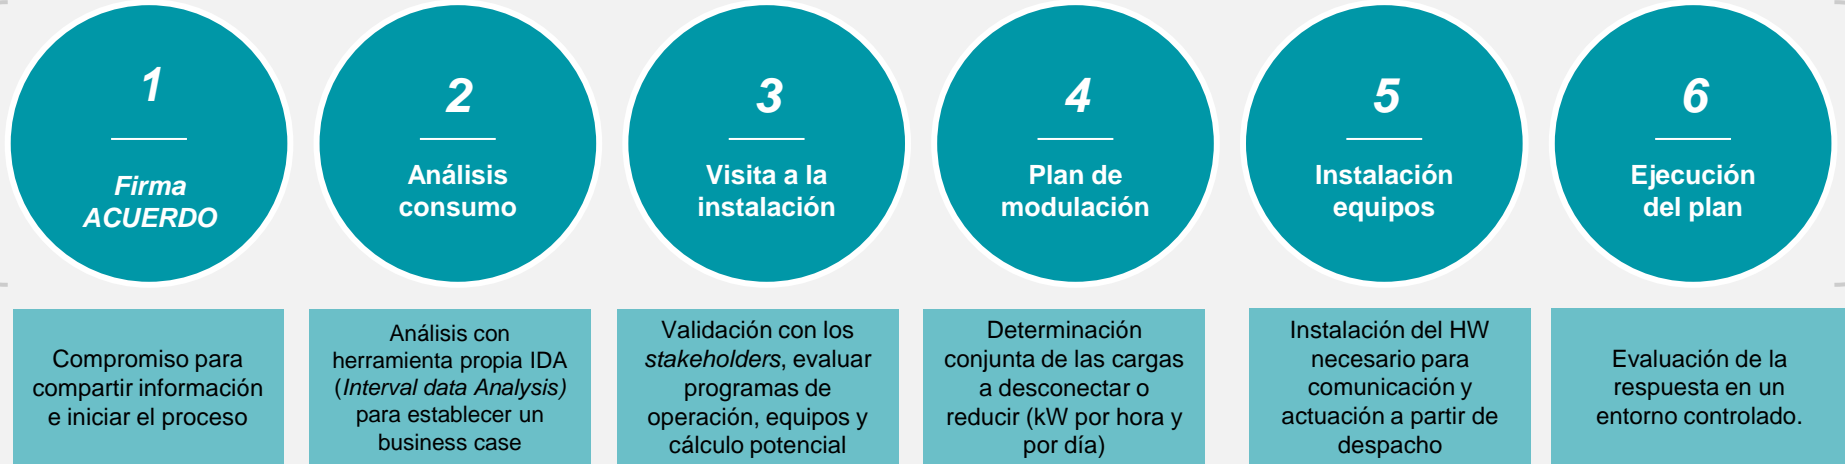 1
Firma
ACUERDO
2
Análisis
consumo
3
Visita a la
instalación
4
Plan de
modulación
5
Instalación
equipos
6
Ejecución
del plan
Compromiso para
compartir información
e iniciar el proceso
Análisis con
herramienta propia IDA
(Interval data Analysis)
para establecer un
business case
Validación con los
stakeholders, evaluar
programas de
operación, equipos y
cálculo potencial
Determinación
conjunta de las cargas
a desconectar o
reducir (kW por hora y
por día)
Instalación del HW
necesario para
comunicación y
actuación a partir de
despacho
Evaluación de la
respuesta en un
entorno controlado.